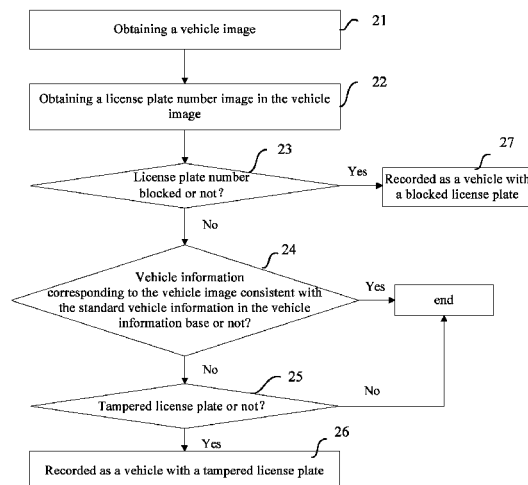 Obtaining a vehicle image
21
Obtaining a license plate number image in the vehicle
image
22
License plate number
blocked or not?
23
Yes
Recorded as a vehicle with
a blocked license plate
27
No
Vehicle information
corresponding to the vehicle image consistent with
the standard vehicle information in the vehicle
information base or not?
24
Yes
end
No
Tampered license plate or not?
25
No
Yes
Recorded as a vehicle with a tampered license plate
26